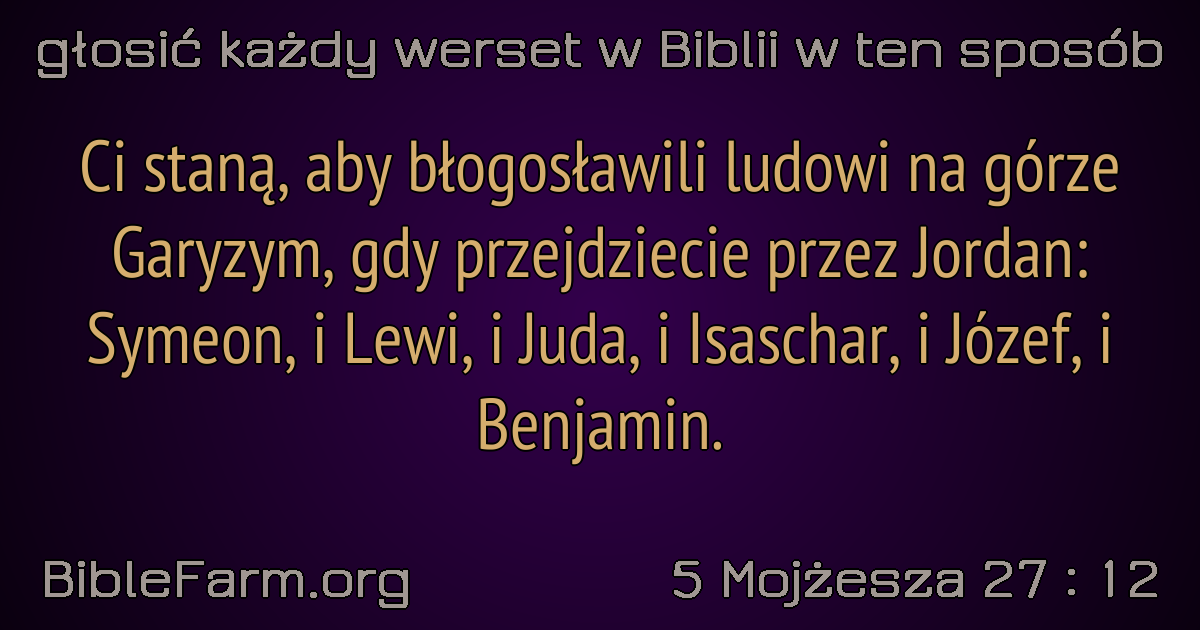 głosić każdy werset w Biblii w ten sposób
Ci staną, aby błogosławili ludowi na górze
Garyzym, gdy przejdziecie przez Jordan:
Symeon, i Lewi, i Juda, i Isaschar, i Józef, i
Benjamin.
BibleFarm.org
5 Mojżesza 27 : 12